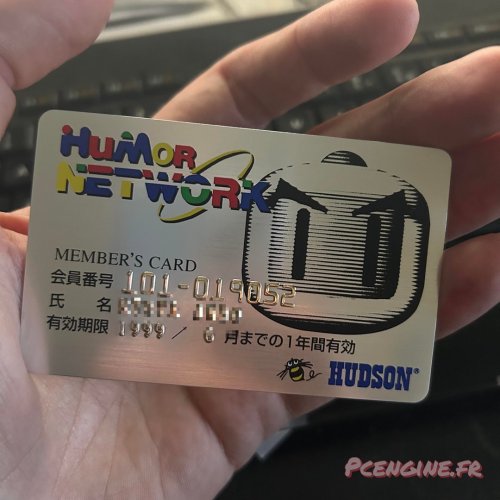 HUMOR
NETWORK
MEMBER'S CARD
会員番号 101-019052
氏 名
有効期限 1999 / 6 月までの1年間有効
HUDSON®
PCENGINE.FR